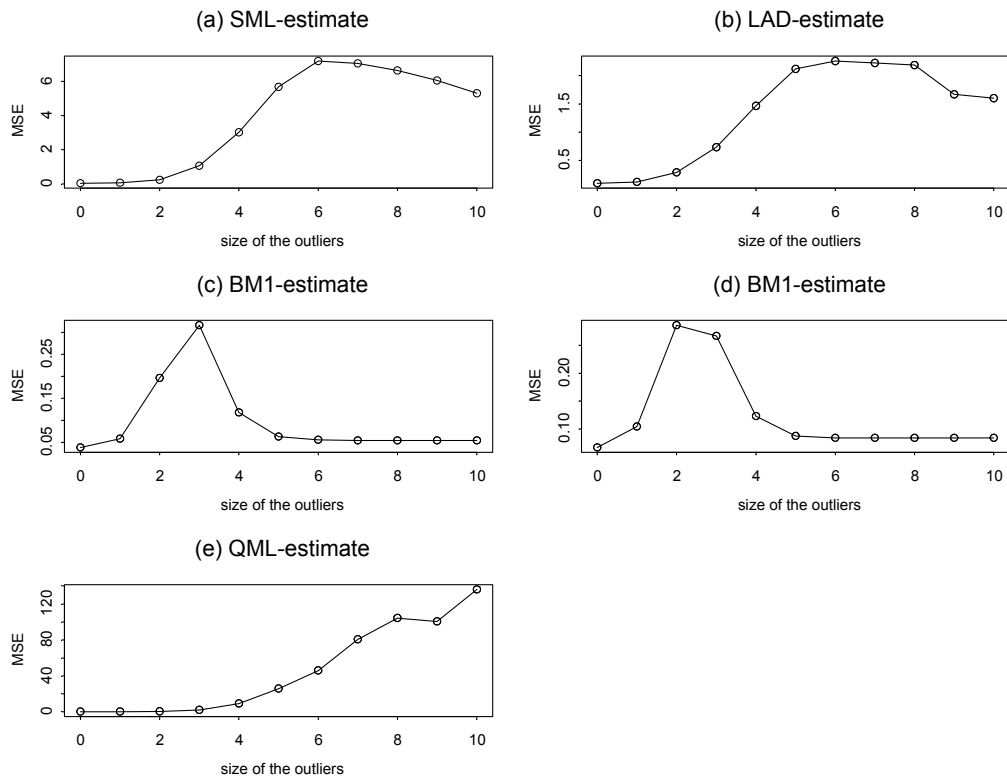 (a) SML-estimate
MSE
0 2 4 6
0 2 4 6 8 10
size of the outliers
(b) LAD-estimate
MSE
0.5 1.5
0 2 4 6 8 10
size of the outliers
(c) BM1-estimate
MSE
0.05 0.15 0.25
0 2 4 6 8 10
size of the outliers
(d) BM1-estimate
MSE
0.10 0.20
0 2 4 6 8 10
size of the outliers
(e) QML-estimate
MSE
0 40 80 120
0 2 4 6 8 10
size of the outliers